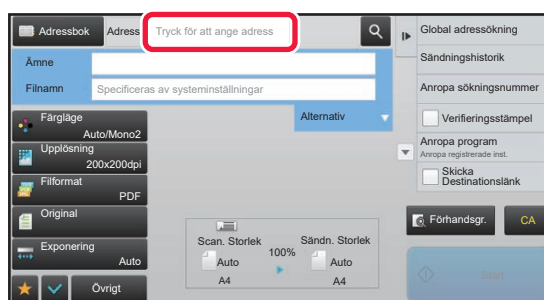 Adressbok Adress Tryck för att ange adress
Ämne
Filnamn Specificeras av systeminställningar
Alternativ
Färgläge
Auto/Mono2
Upplösning
200x200dpi
Filformat
PDF
Original
Exponering
Auto
Övrigt
Scan. Storlek
Auto
A4
100%
Sändn. Storlek
Auto
A4
Global adressökning
Sändningshistorik
Anropa sökningsnummer
Verifieringsstämpel
Anropa program
Anropa registrerade inst.
Skicka
Destinationslänk
Förhandsgr. CA
Start